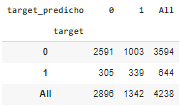 target_predicho 0 1 All
target
0 2591 1003 3594
1 305 339 644
All 2896 1342 4238